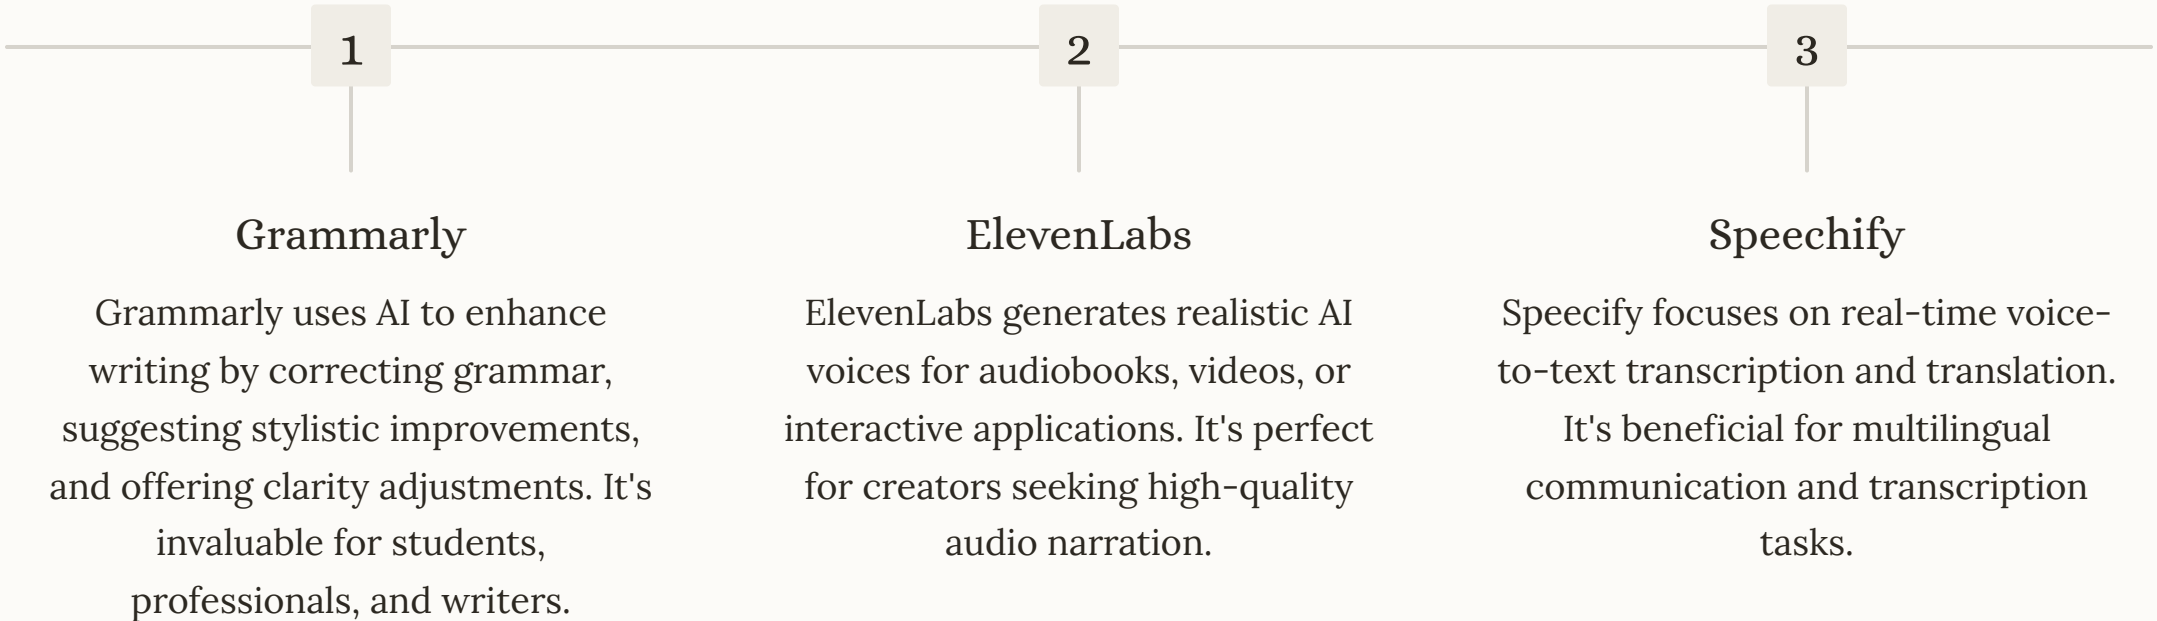 1
Grammarly
Grammarly uses AI to enhance
writing by correcting grammar,
suggesting stylistic improvements,
and offering clarity adjustments. It's
invaluable for students,
professionals, and writers.
2
ElevenLabs
ElevenLabs generates realistic AI
voices for audiobooks, videos, or
interactive applications. It's perfect
for creators seeking high-quality
audio narration.
3
Speechify
Speecify focuses on real-time voice-
to-text transcription and translation.
It's beneficial for multilingual
communication and transcription
tasks.